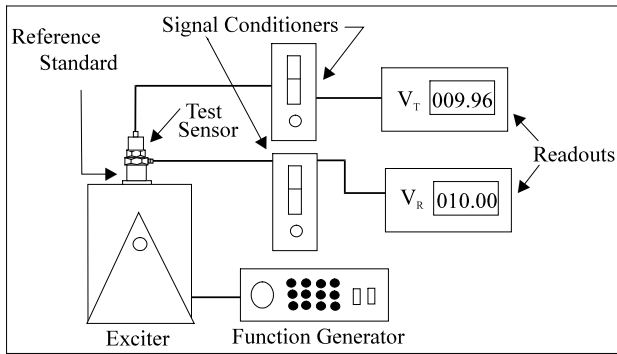 Signal Conditioners
Reference
Standard
Test
Sensor
V_T 009.96
Readouts
V_R 010.00
Exciter
Function Generator